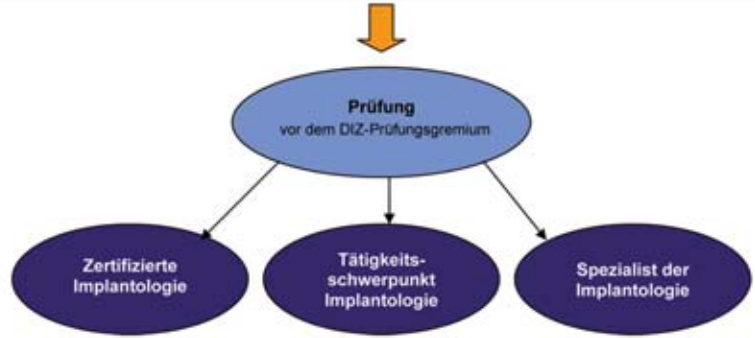 Prüfung
vor dem DIZ-Prüfungsgremium
Zertifizierte
Implantologie
Tätigkeits-
schwerpunkt
Implantologie
Spezialist der
Implantologie